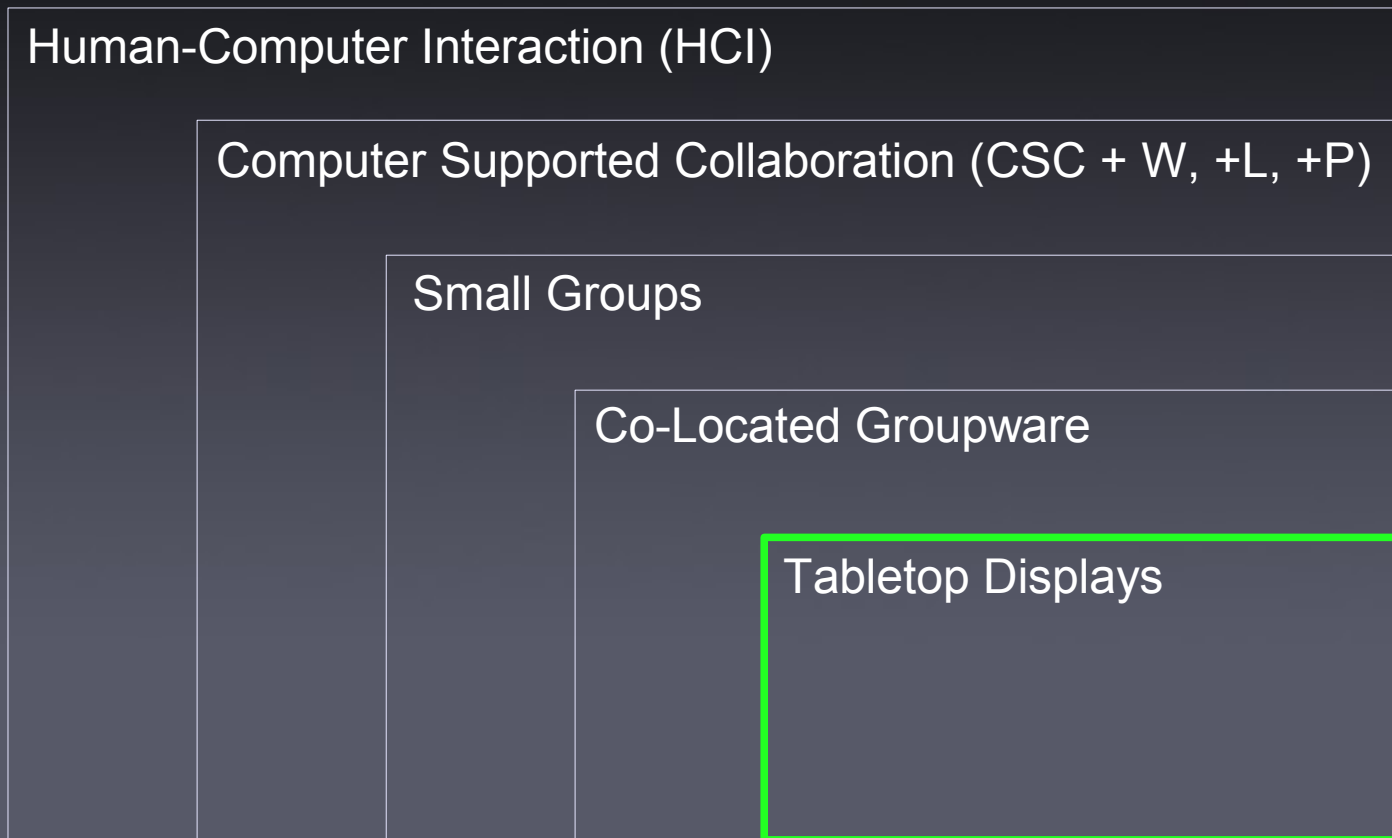 Human-Computer Interaction (HCI)
Computer Supported Collaboration (CSC + W, +L, +P)
Small Groups
Co-Located Groupware
Tabletop Displays